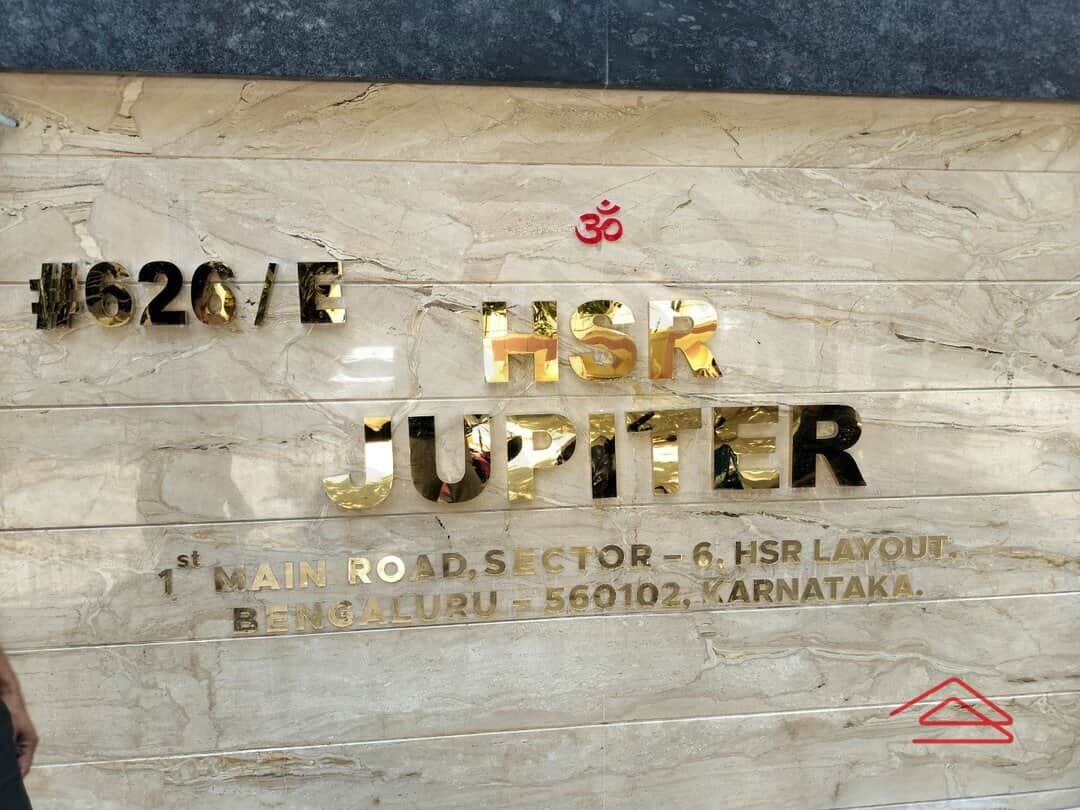 ॐ
#626/E
HSR
JUPITER
1st MAIN ROAD, SECTOR – 6, HSR LAYOUT.
BENGALURU – 560102, KARNATAKA.